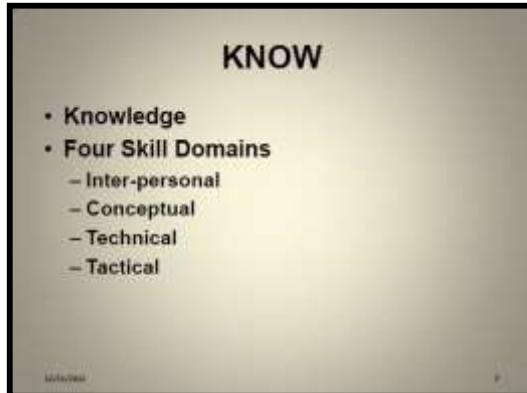 KNOW
• Knowledge
• Four Skill Domains
– Inter-personal
– Conceptual
– Technical
– Tactical